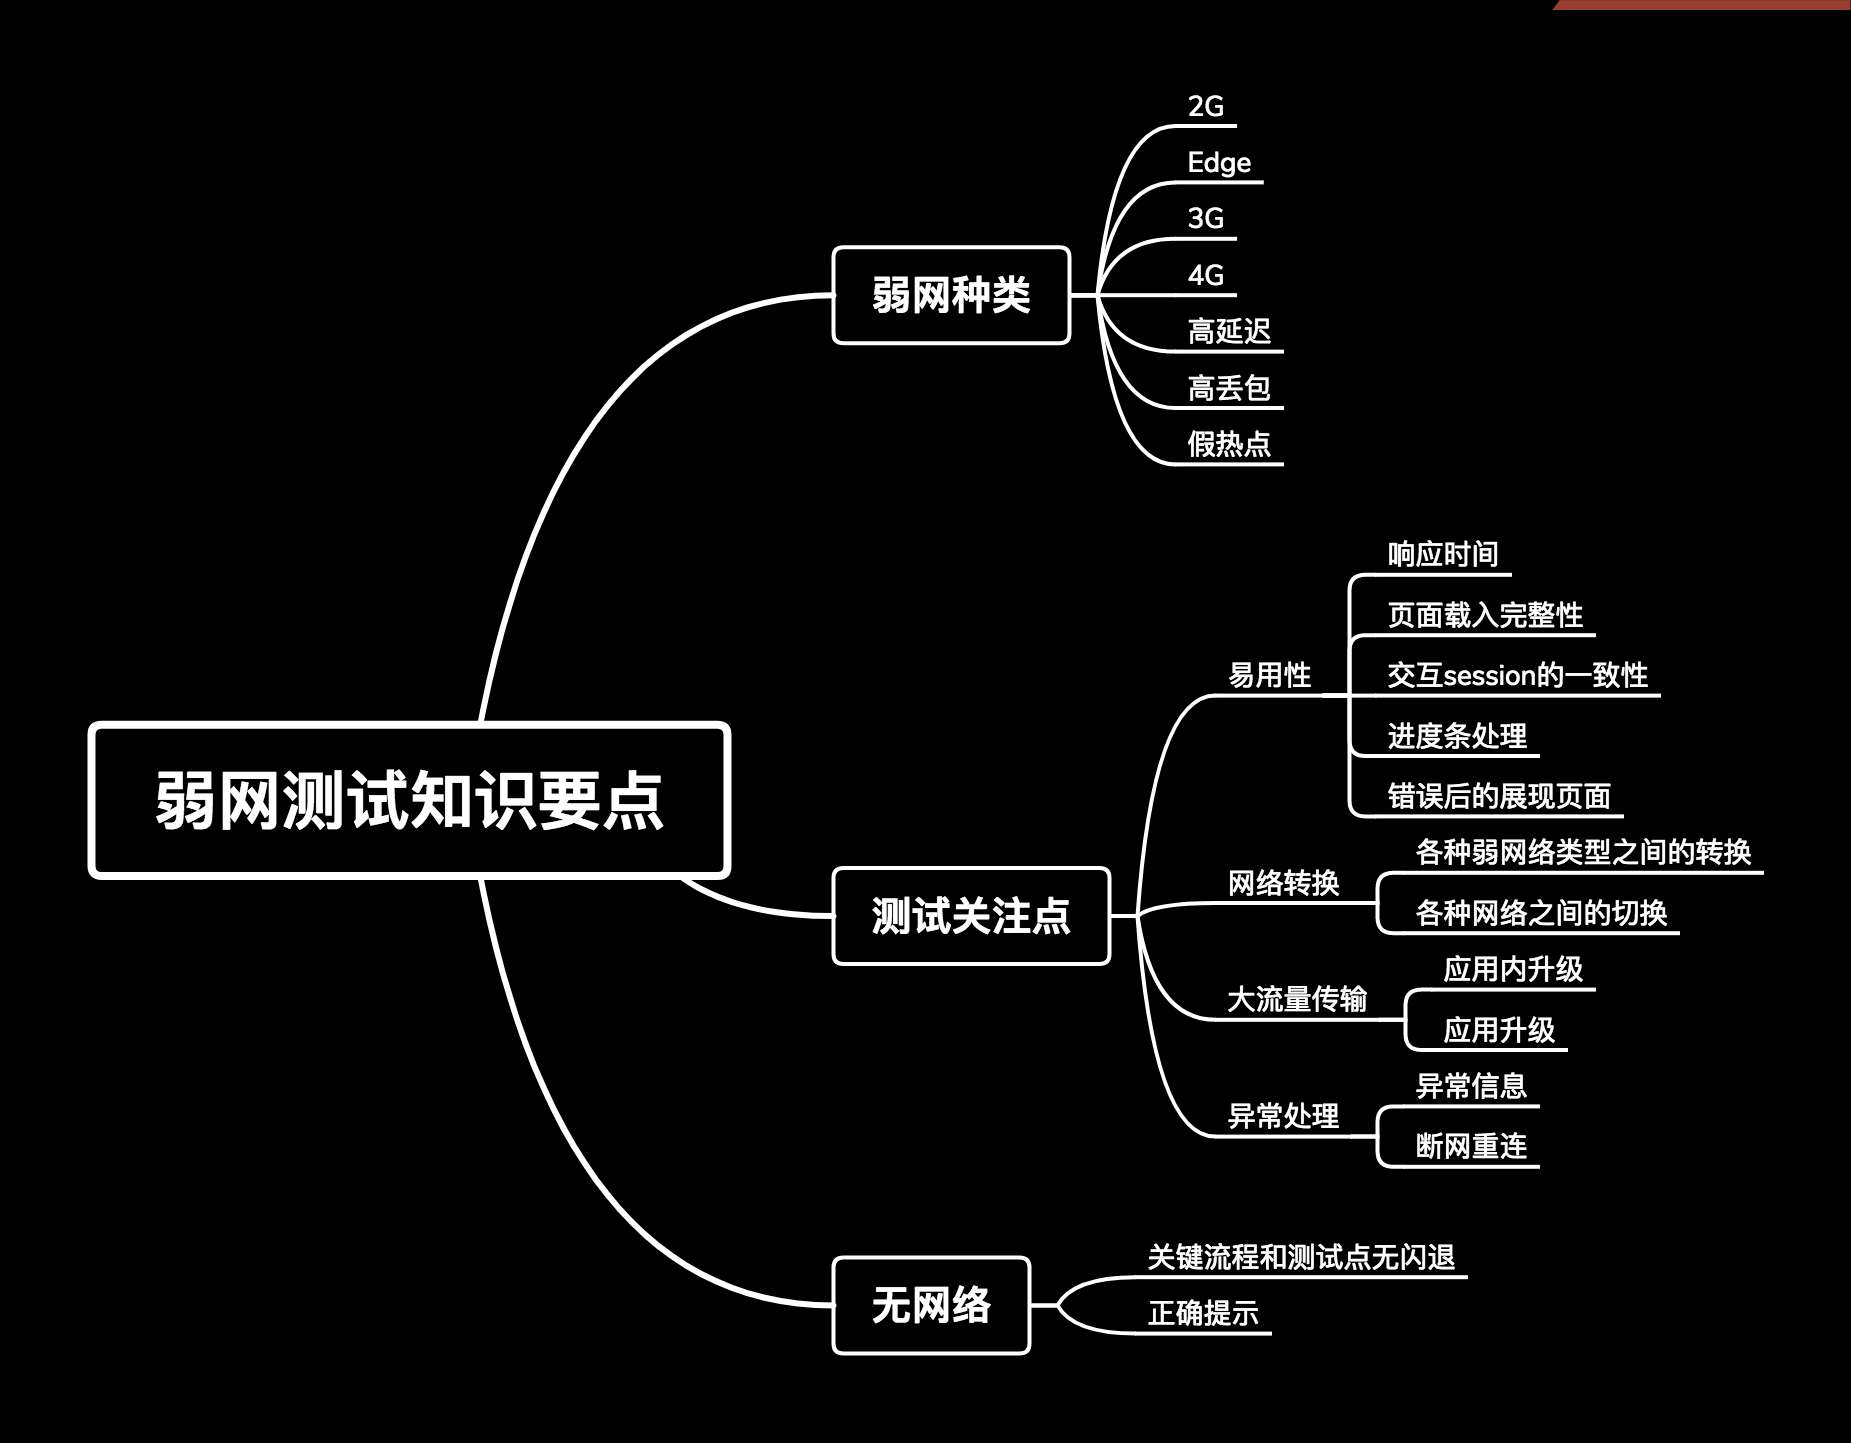 弱网测试知识要点
弱网种类
2G
Edge
3G
4G
高延迟
高丢包
假热点
测试关注点
易用性
响应时间
页面载入完整性
交互session的一致性
进度条处理
错误后的展现页面
网络转换
各种弱网络类型之间的转换
各种网络之间的切换
大流量传输
应用内升级
应用升级
异常处理
异常信息
断网重连
无网络
关键流程和测试点无闪退
正确提示